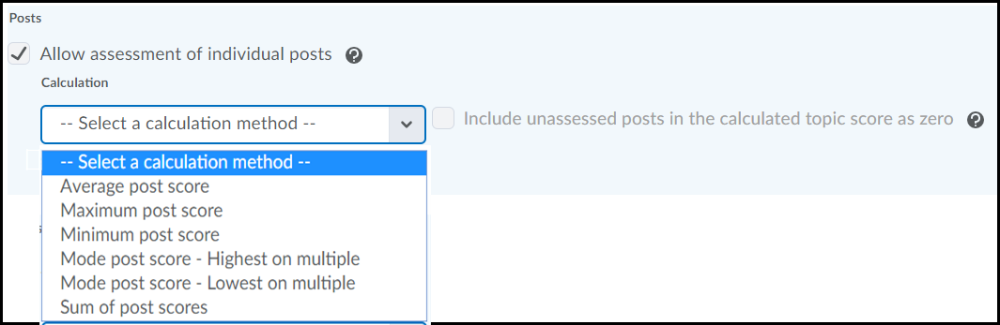 Posts
Allow assessment of individual posts ?
Calculation
-- Select a calculation method -- Include unassessed posts in the calculated topic score as zero ?
-- Select a calculation method --
Average post score
Maximum post score
Minimum post score
Mode post score - Highest on multiple
Mode post score - Lowest on multiple
Sum of post scores